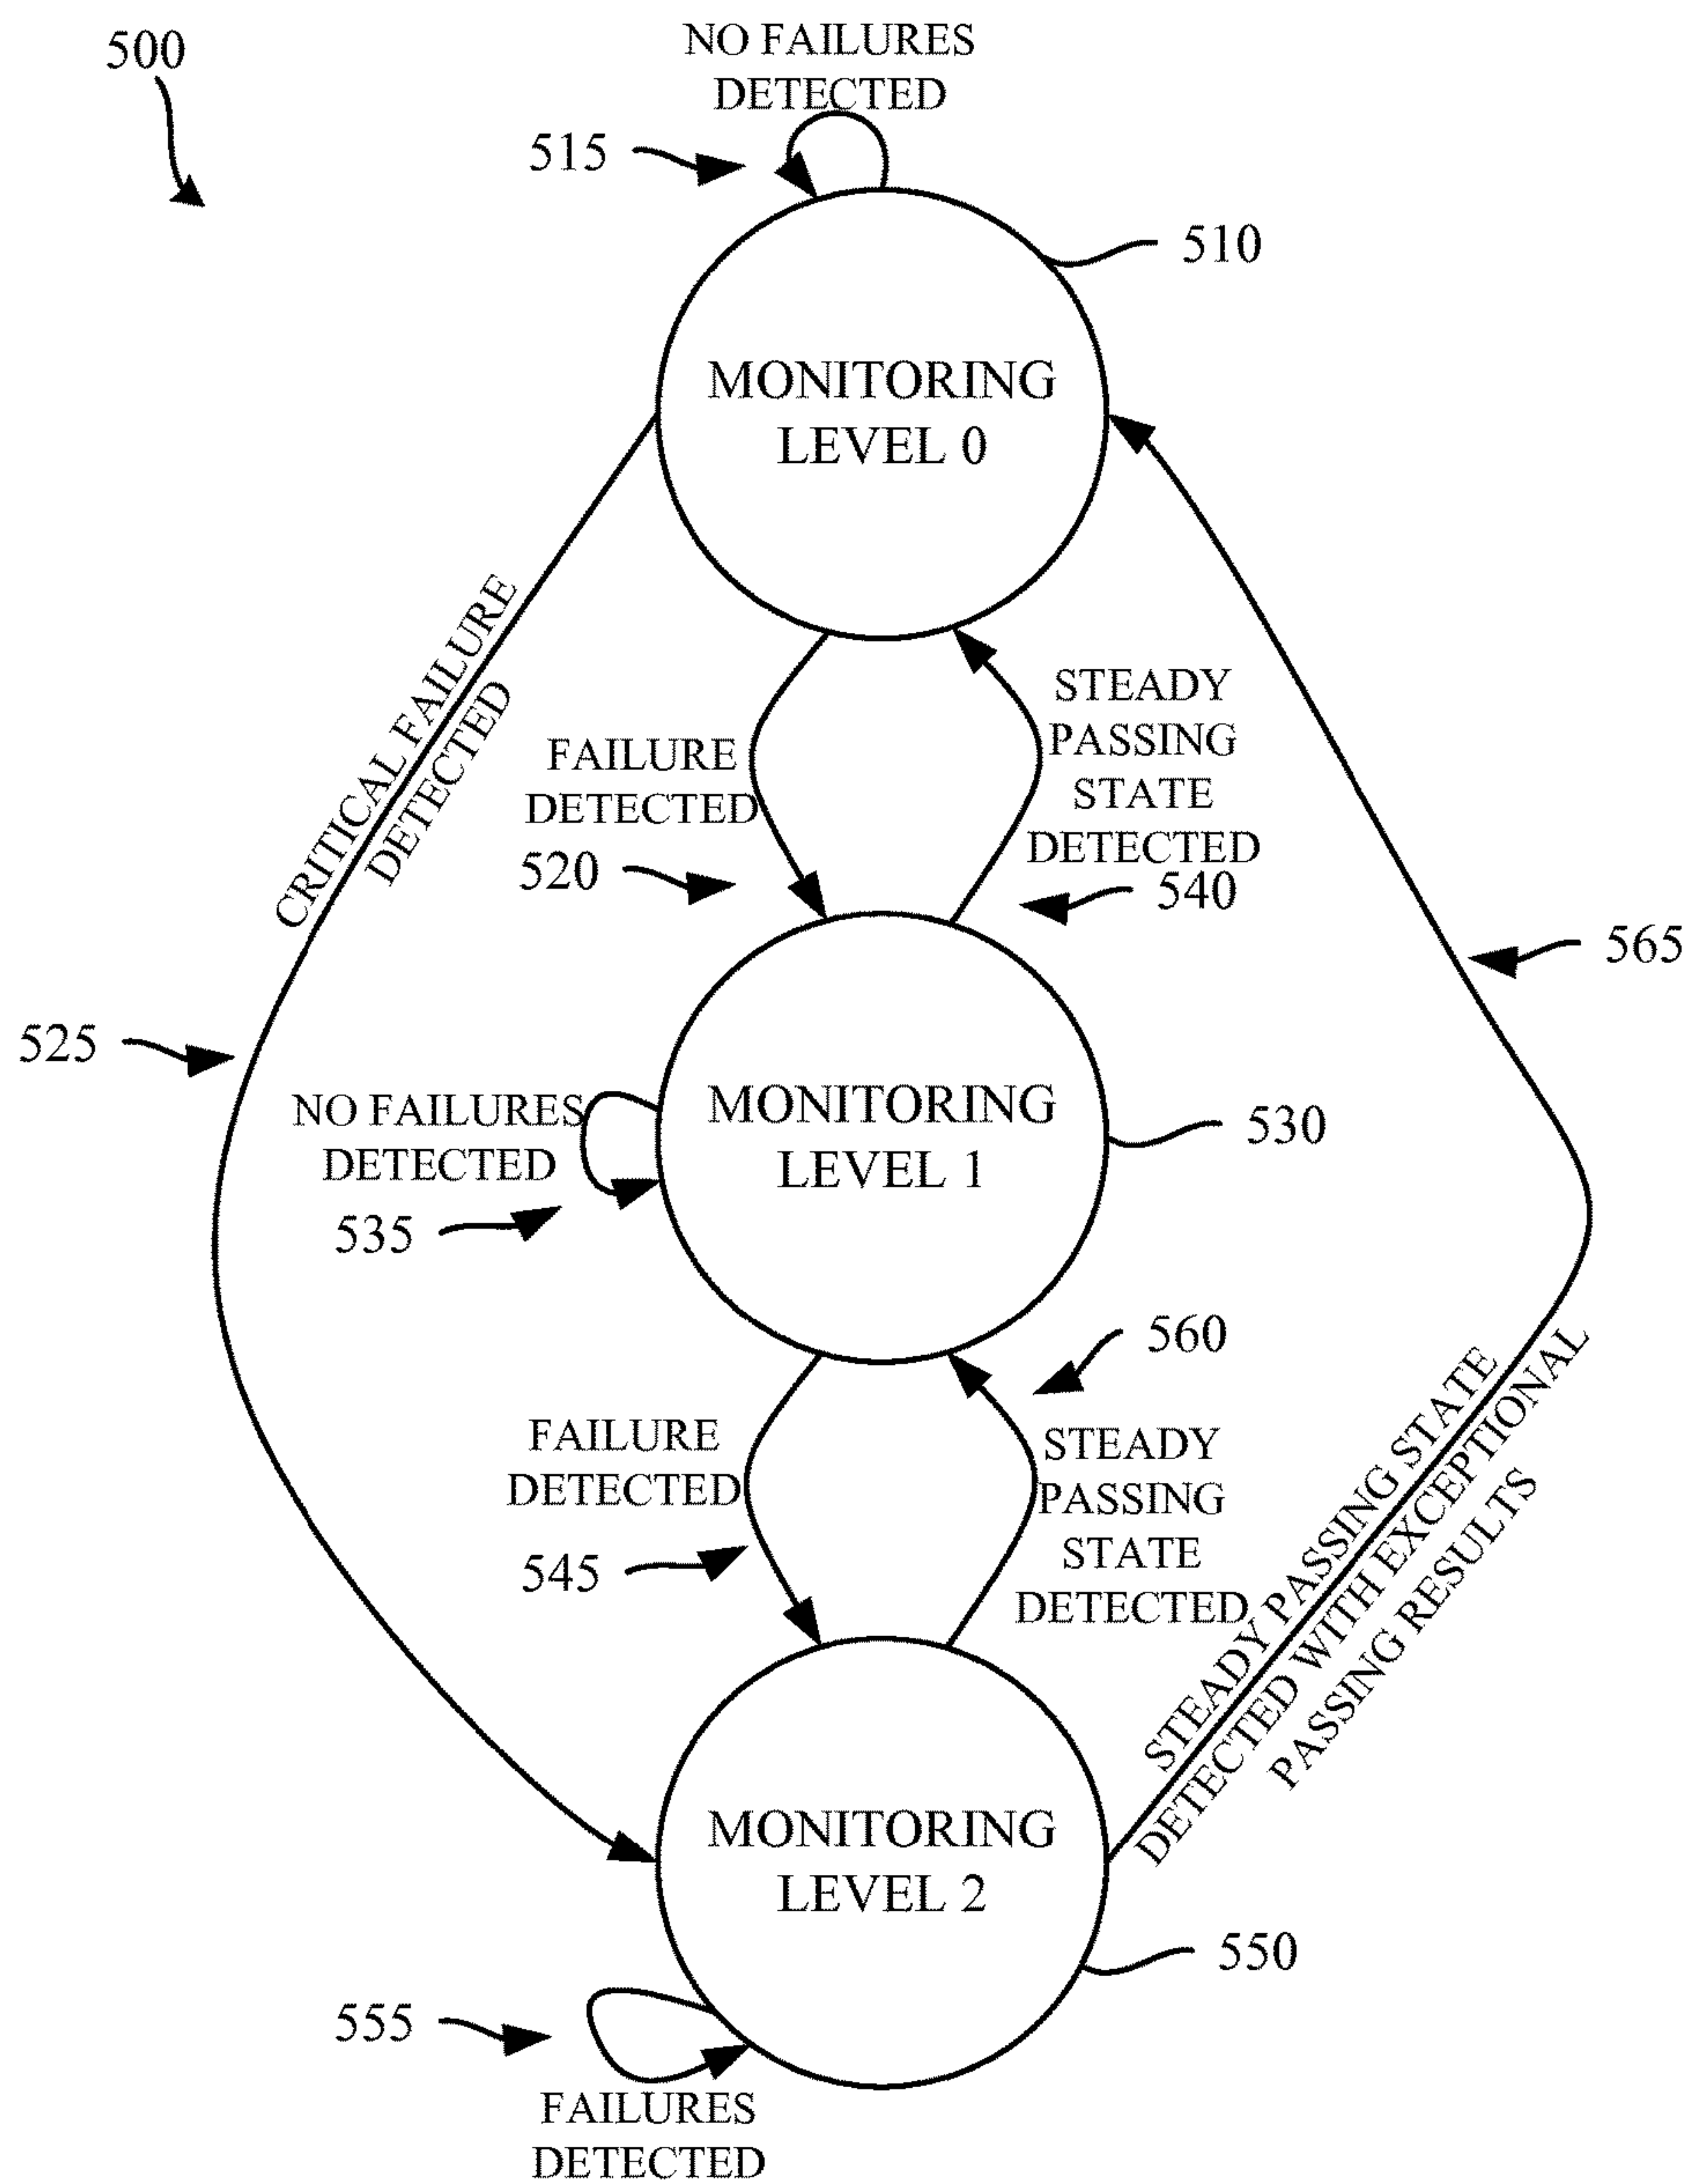 500
NO FAILURES
DETECTED
515
510
MONITORING
LEVEL 0
CRITICAL FAILURE
DETECTED
FAILURE
DETECTED
520
STEADY
PASSING
STATE
DETECTED
540
565
525
NO FAILURES
DETECTED
535
MONITORING
LEVEL 1
530
560
FAILURE
DETECTED
545
STEADY
PASSING
STATE
DETECTED
STEADY PASSING STATE
DETECTED WITH EXCEPTIONAL
PASSING RESULTS
MONITORING
LEVEL 2
550
555
FAILURES
DETECTED